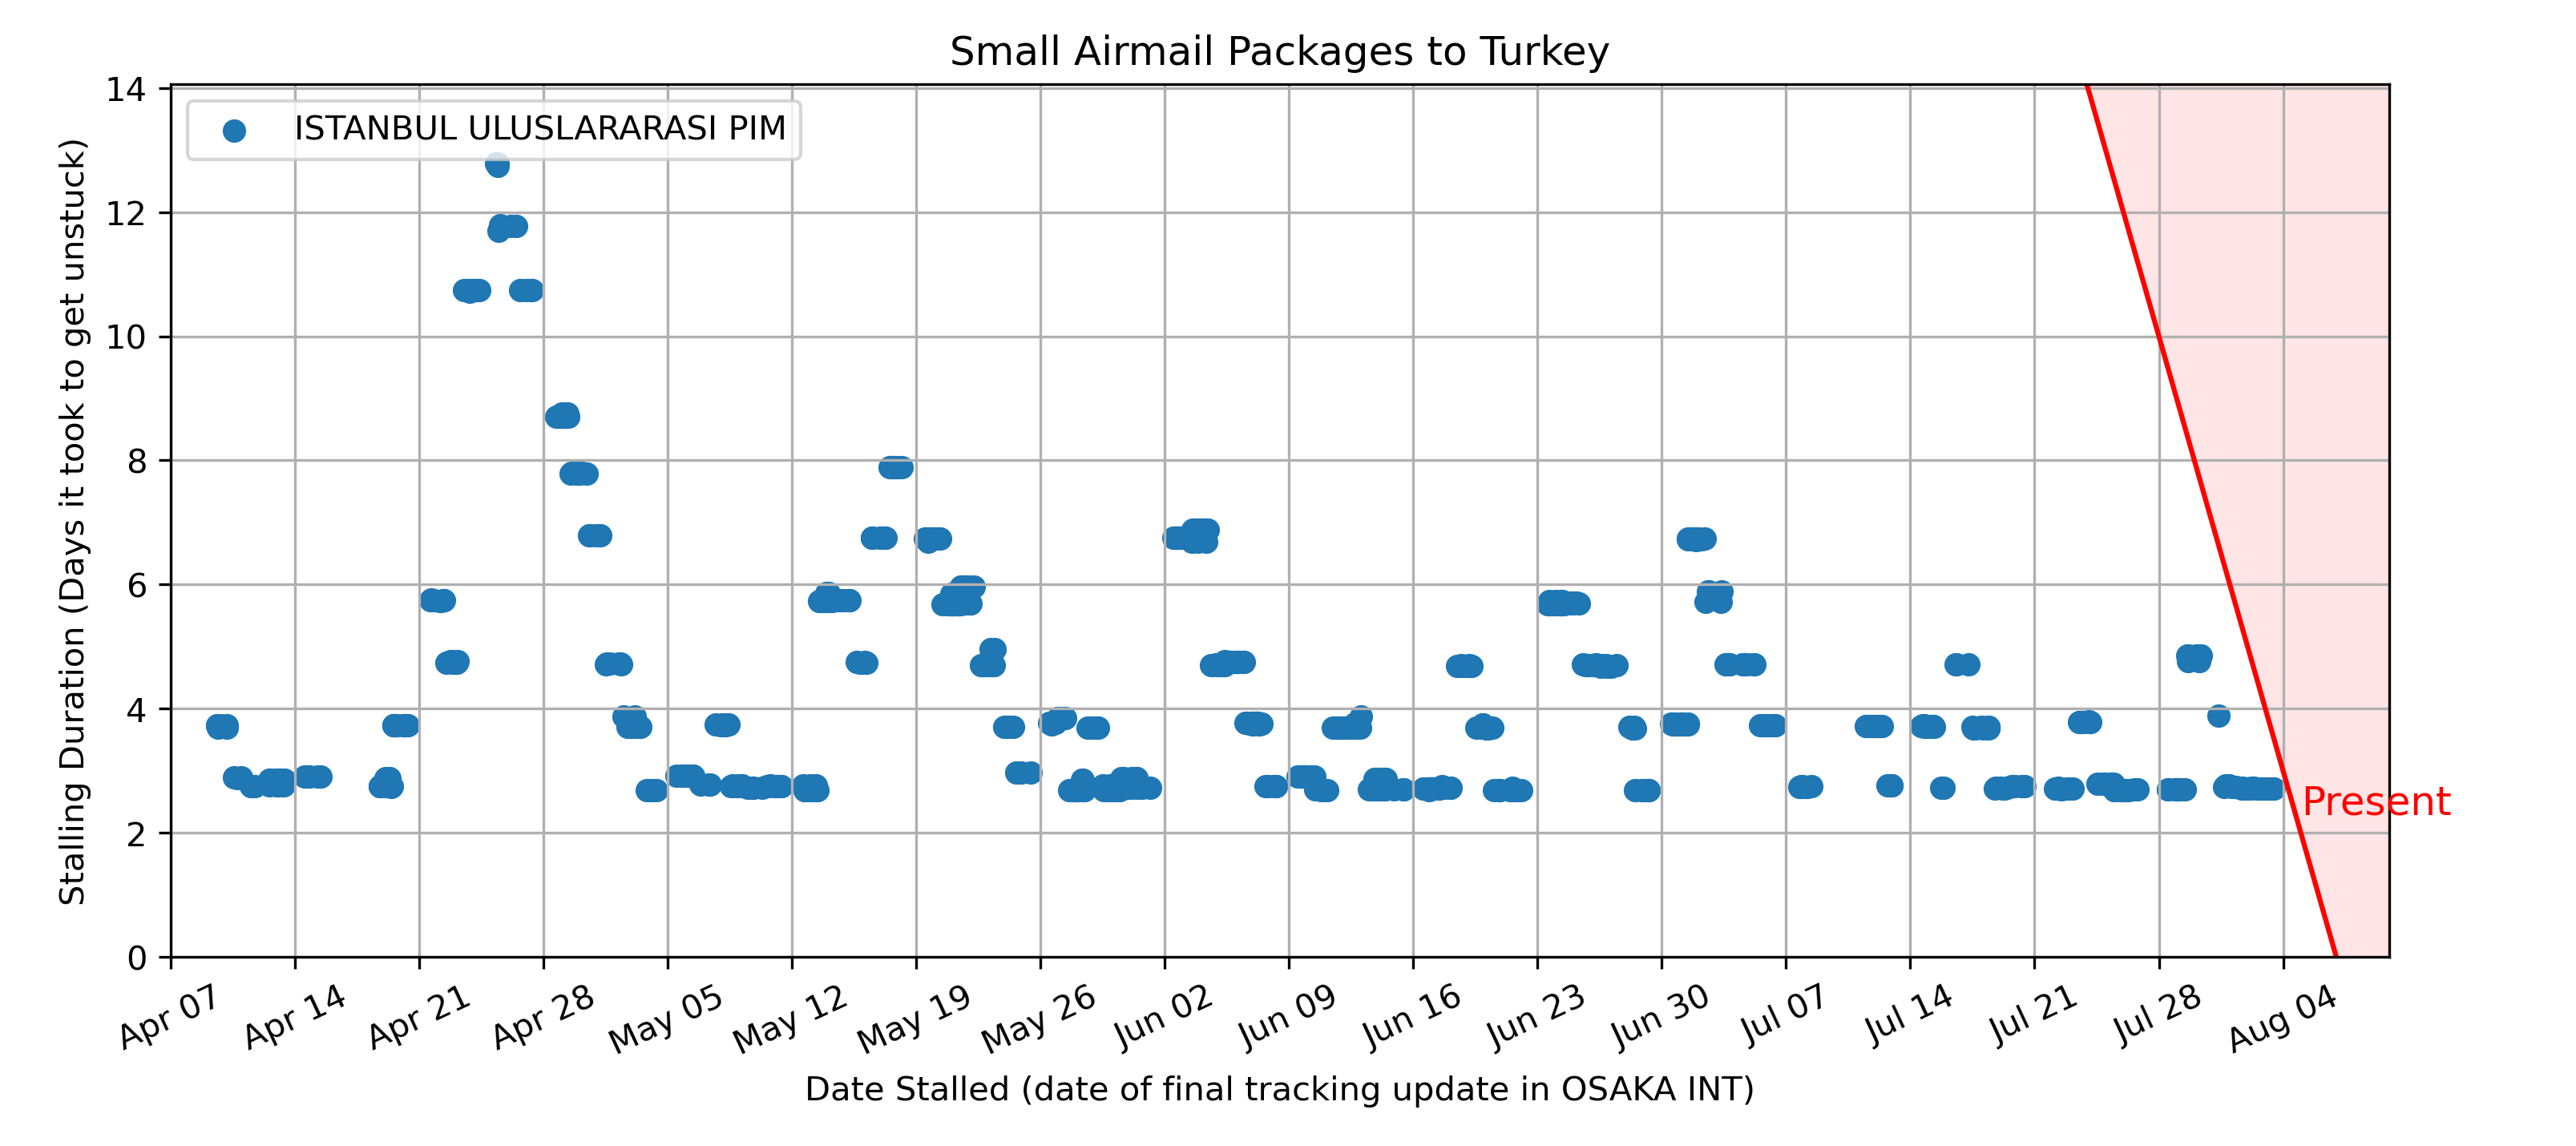 Small Airmail Packages to Turkey
ISTANBUL ULUSLARARASI PIM
Stalling Duration (Days it took to get unstuck)
14
12
10
8
6
4
2
0
Present
Apr 07
Apr 14
Apr 21
Apr 28
May 05
May 12
May 19
May 26
Jun 02
Jun 09
Jun 16
Jun 23
Jun 30
Jul 07
Jul 14
Jul 21
Jul 28
Aug 04
Date Stalled (date of final tracking update in OSAKA INT)